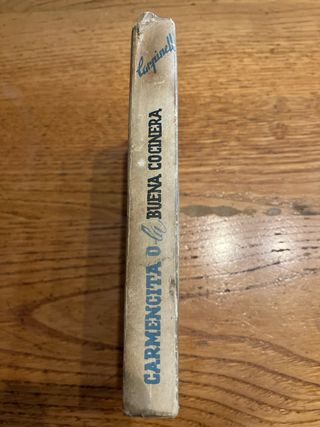 Carpinell
CARMENCITA O la BUENA COCINERA